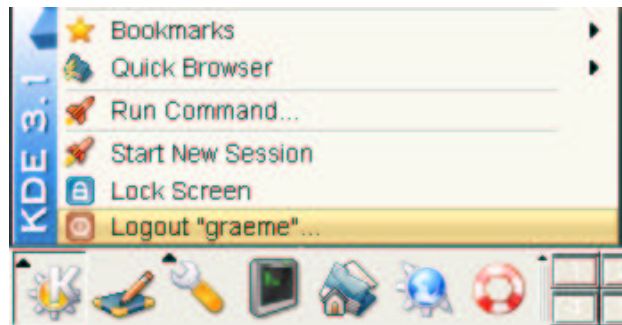 Bookmarks
Quick Browser
Run Command...
Start New Session
Lock Screen
Logout "graeme"...
KDE 3.1